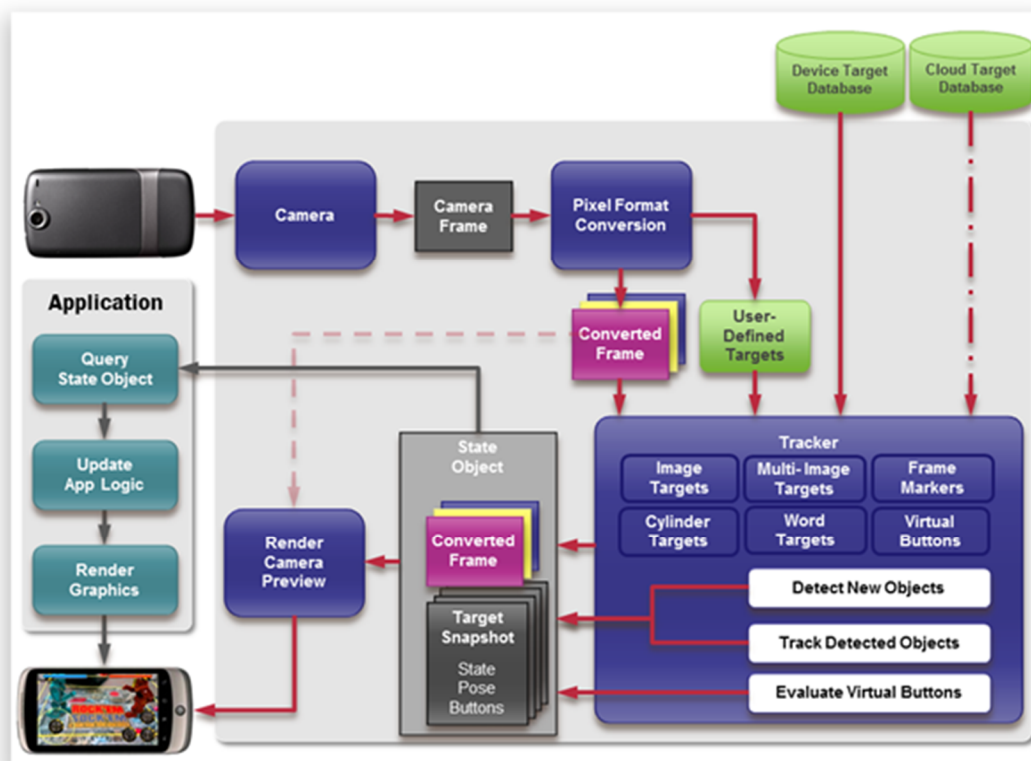 Device Target
Database
Cloud Target
Database
Camera
Camera
Frame
Pixel Format
Conversion
Application
Query
State Object
Update
App Logic
Render
Graphics
Converted
Frame
User-
Defined
Targets
State
Object
Converted
Frame
Target
Snapshot
State
Pose
Buttons
Render
Camera
Preview
Tracker
Image
Targets
Multi-Image
Targets
Frame
Markers
Cylinder
Targets
Word
Targets
Virtual
Buttons
Detect New Objects
Track Detected Objects
Evaluate Virtual Buttons
ROCK'EM